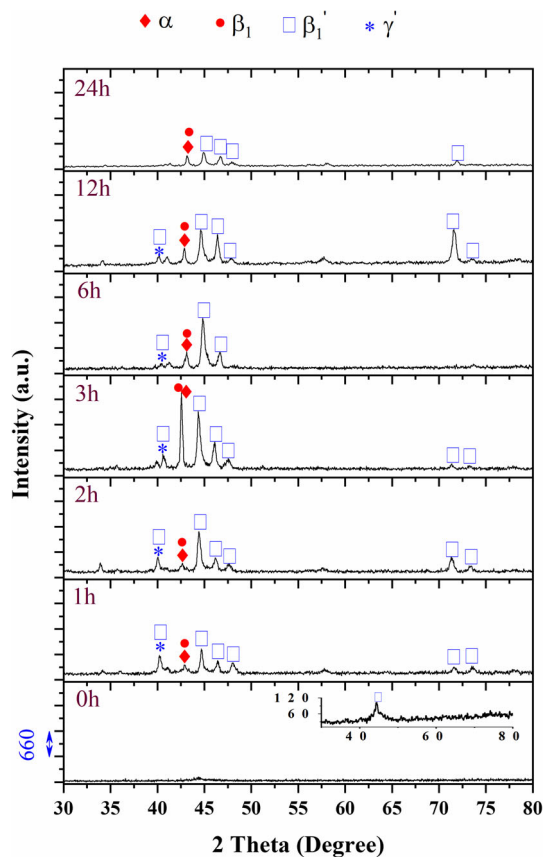 α β₁ β₁' γ'
24h
12h
6h
3h
2h
1h
0h
120
60
40 60 80
660
Intensity (a.u.)
30 35 40 45 50 55 60 65 70 75 80
2 Theta (Degree)